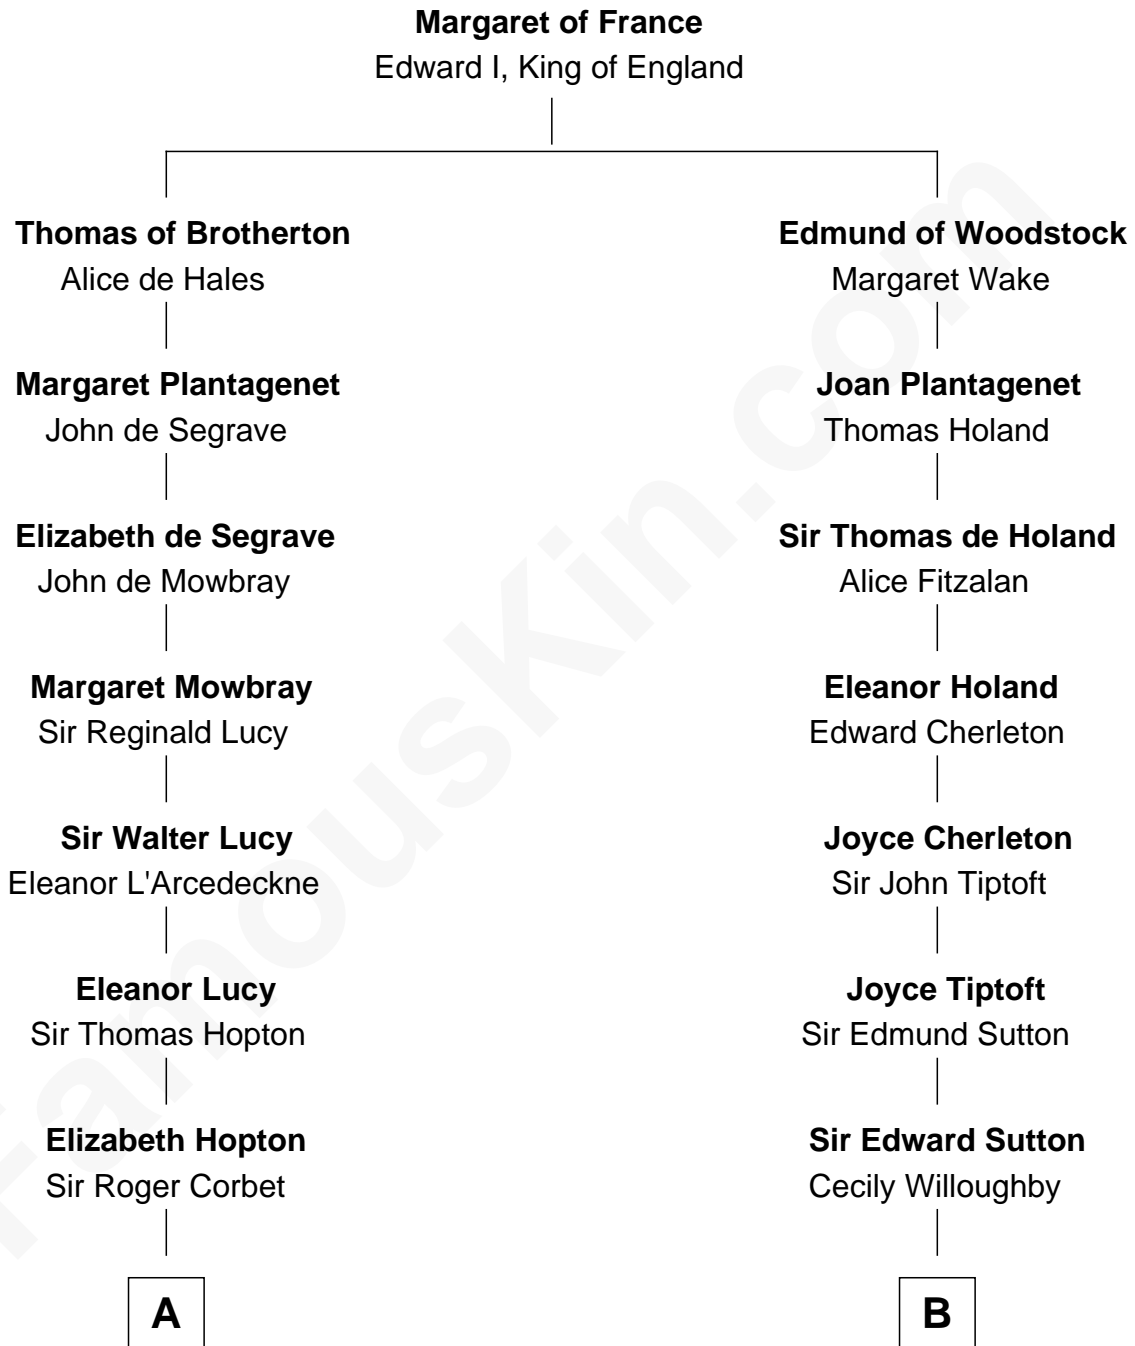 Margaret of France
Edward I, King of England
Thomas of Brotherton
Alice de Hales
Edmund of Woodstock
Margaret Wake
Margaret Plantagenet
John de Segrave
Joan Plantagenet
Thomas Holand
Elizabeth de Segrave
John de Mowbray
Sir Thomas de Holand
Alice Fitzalan
Margaret Mowbray
Sir Reginald Lucy
Eleanor Holand
Edward Cherleton
Sir Walter Lucy
Eleanor L'Arcedeckne
Joyce Cherleton
Sir John Tiptoft
Eleanor Lucy
Sir Thomas Hopton
Joyce Tiptoft
Sir Edmund Sutton
Elizabeth Hopton
Sir Roger Corbet
Sir Edward Sutton
Cecily Willoughby
A
B
FamousKin.com